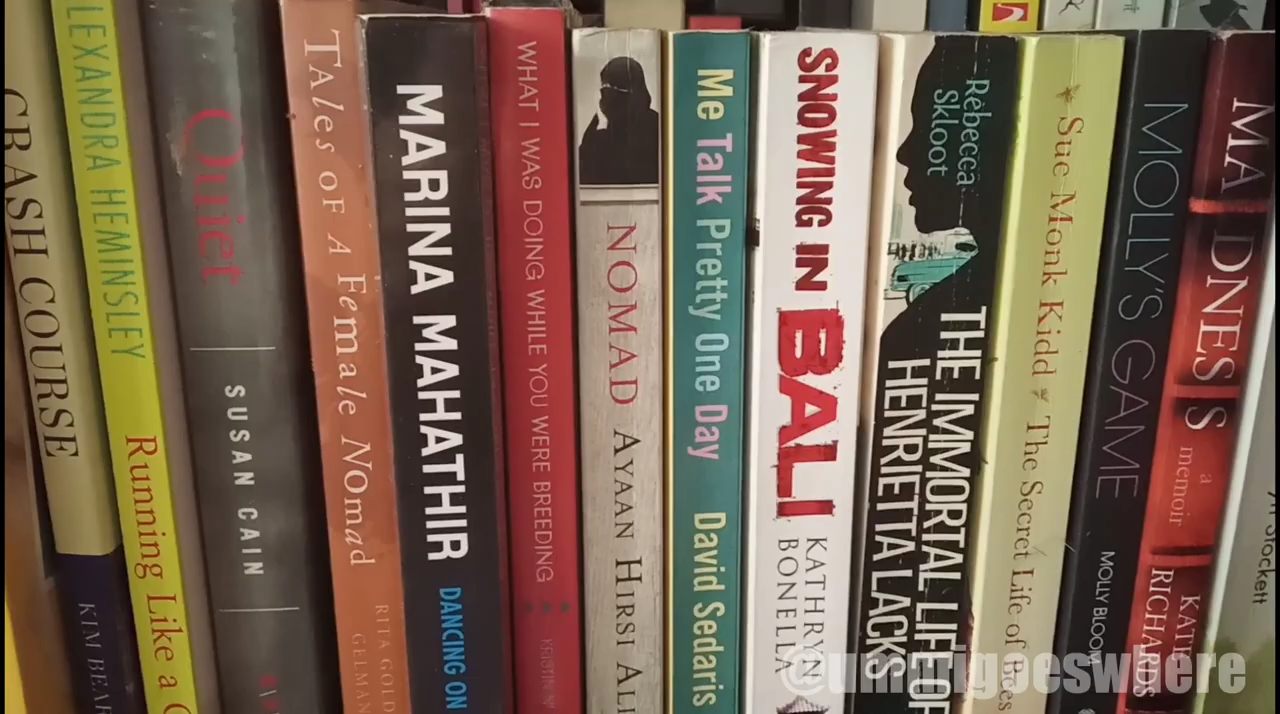 CRASH COURSE
KIM BEAR
LEXANDRA HEMINSLEY
Running Like a G
Quiet
SUSAN CAIN
Tales of A Female NOmad
RITA GOLD
GELMAN
MARINA MAHATHIR
DANCING ON
WHAT I WAS DOING WHILE YOU WERE BREEDING
KRISTIN N
NOMAD AYAAN HIRSI ALI
Me Talk Pretty One Day David Sedaris
SNOWING IN BALI
KATHRYN
BONELLA
Rebecca
Skloot
THE IMMORTAL LIFE OF
HENRIETTA LACKS
Sue Monk Kidd The Secret Life of Bees
MOLLY'S GAME
MOLLY BLOOM
MADNESS
a
memoir
KATIE
RICHARDS
Stockett